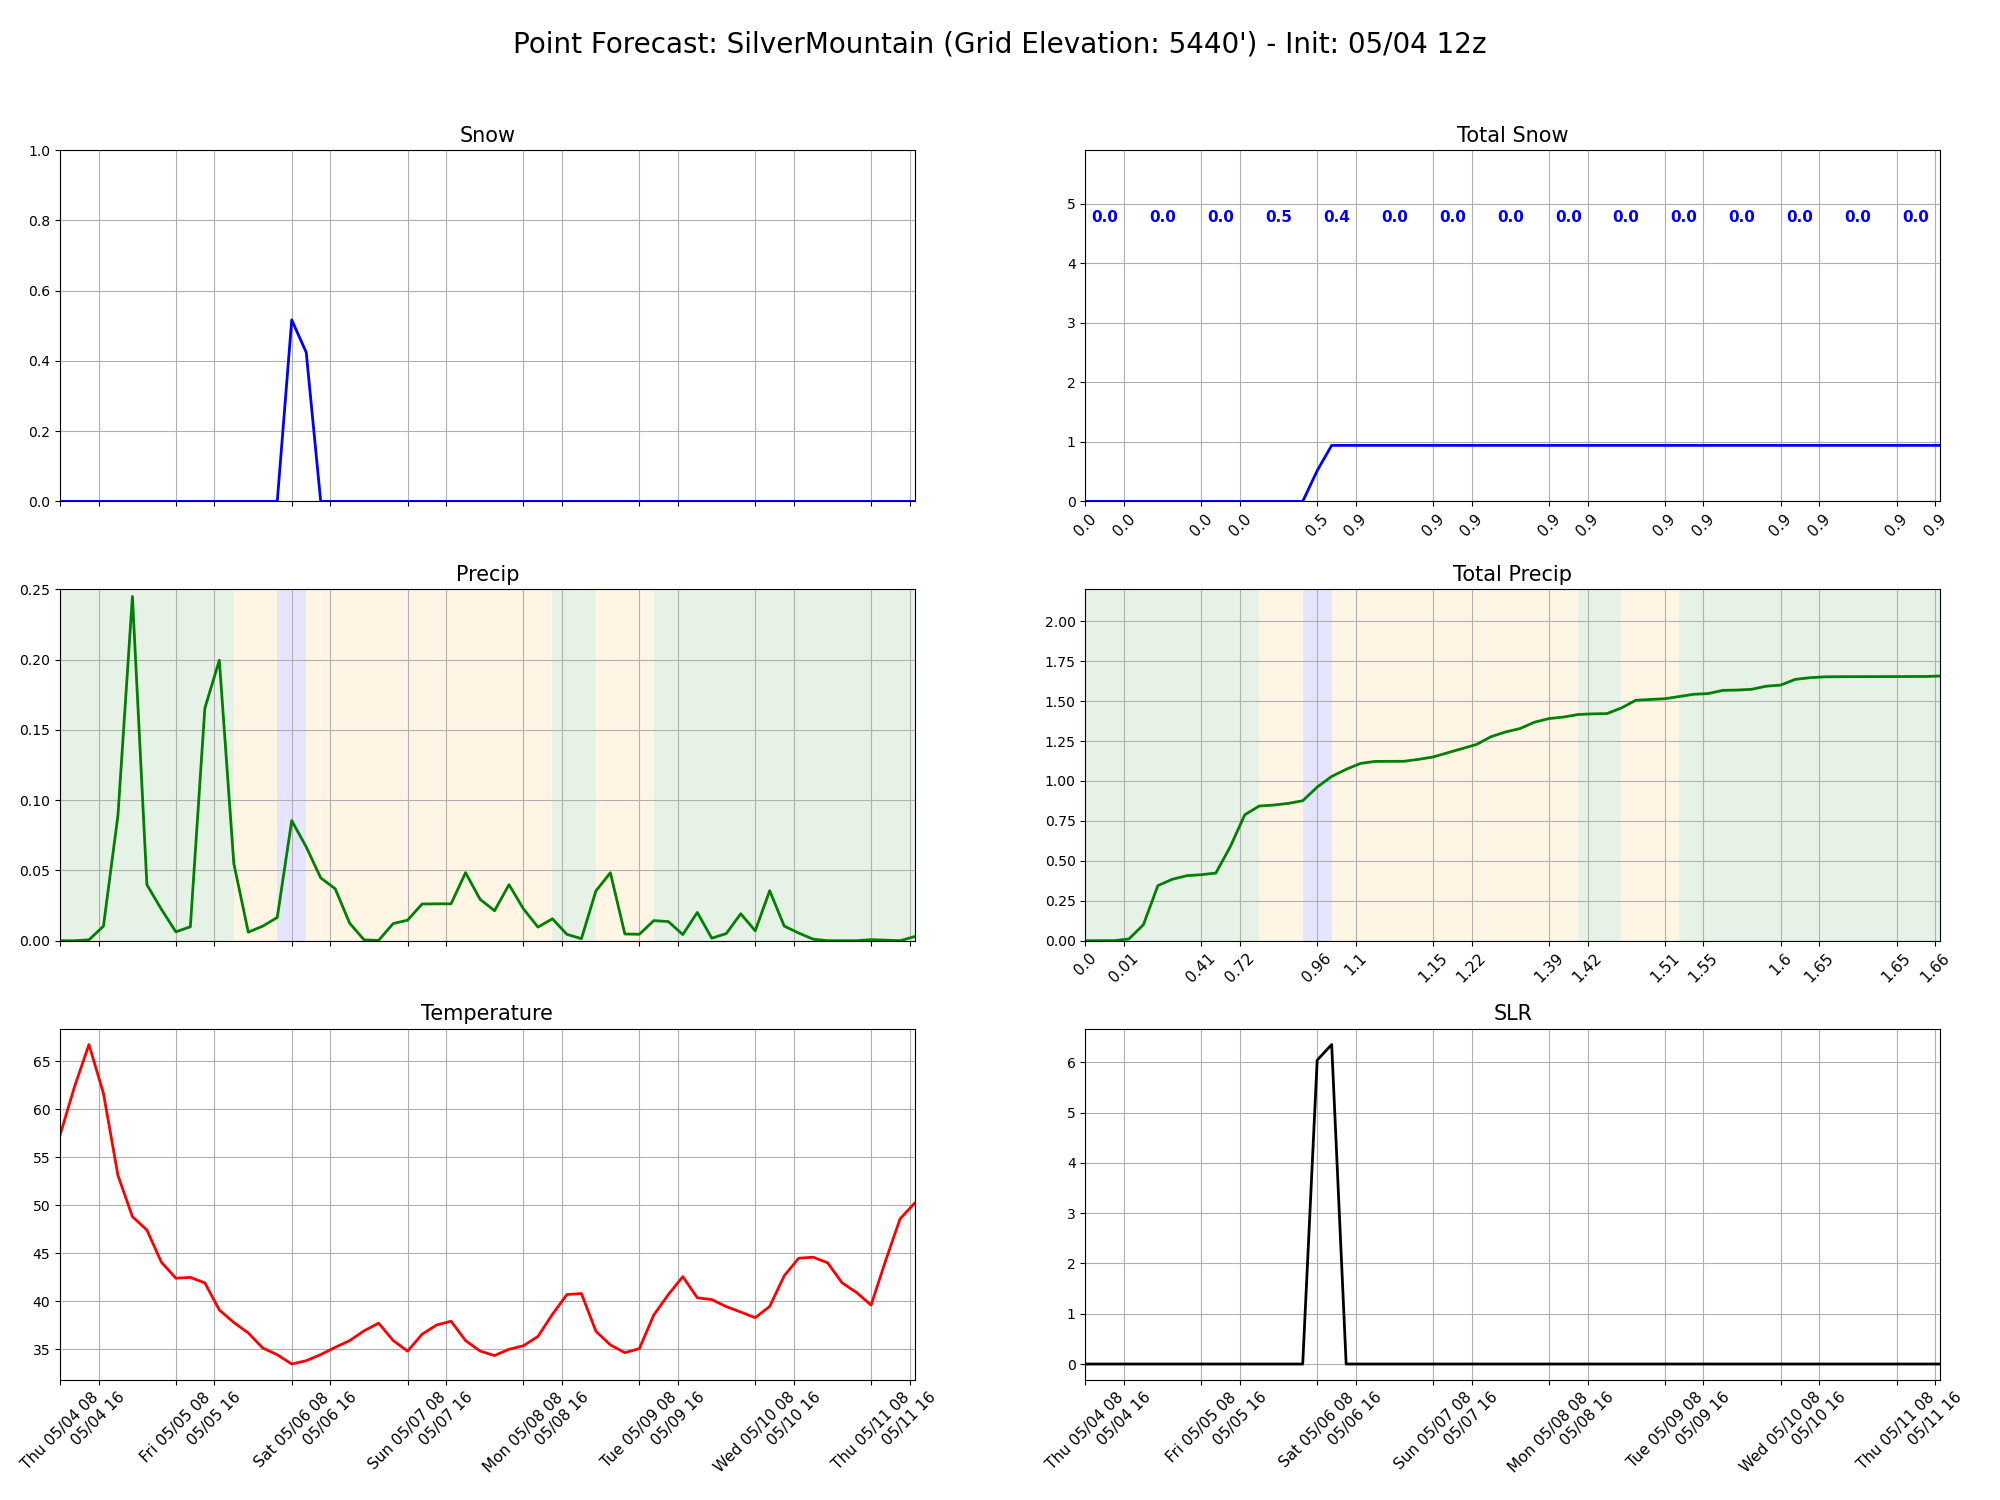 Point Forecast: SilverMountain (Grid Elevation: 5440') - Init: 05/04 12z
Snow
1.0
0.8
0.6
0.4
0.2
0.0
Total Snow
5
4
3
2
1
0
0.0 0.0 0.0 0.5 0.4 0.0 0.0 0.0 0.0 0.0 0.0 0.0 0.0 0.0 0.0
0.0 0.0 0.0 0.0 0.5 0.9 0.9 0.9 0.9 0.9 0.9 0.9 0.9 0.9 0.9 0.9
Precip
0.25
0.20
0.15
0.10
0.05
0.00
Total Precip
2.00
1.75
1.50
1.25
1.00
0.75
0.50
0.25
0.00
0.0 0.01 0.41 0.72 0.96 1.1 1.15 1.22 1.39 1.42 1.51 1.55 1.6 1.65 1.65 1.66
Temperature
65
60
55
50
45
40
35
Thu 05/04 08
05/04 16
Fri 05/05 08
05/05 16
Sat 05/06 08
05/06 16
Sun 05/07 08
05/07 16
Mon 05/08 08
05/08 16
Tue 05/09 08
05/09 16
Wed 05/10 08
05/10 16
Thu 05/11 08
05/11 16
SLR
6
5
4
3
2
1
0
Thu 05/04 08
05/04 16
Fri 05/05 08
05/05 16
Sat 05/06 08
05/06 16
Sun 05/07 08
05/07 16
Mon 05/08 08
05/08 16
Tue 05/09 08
05/09 16
Wed 05/10 08
05/10 16
Thu 05/11 08
05/11 16